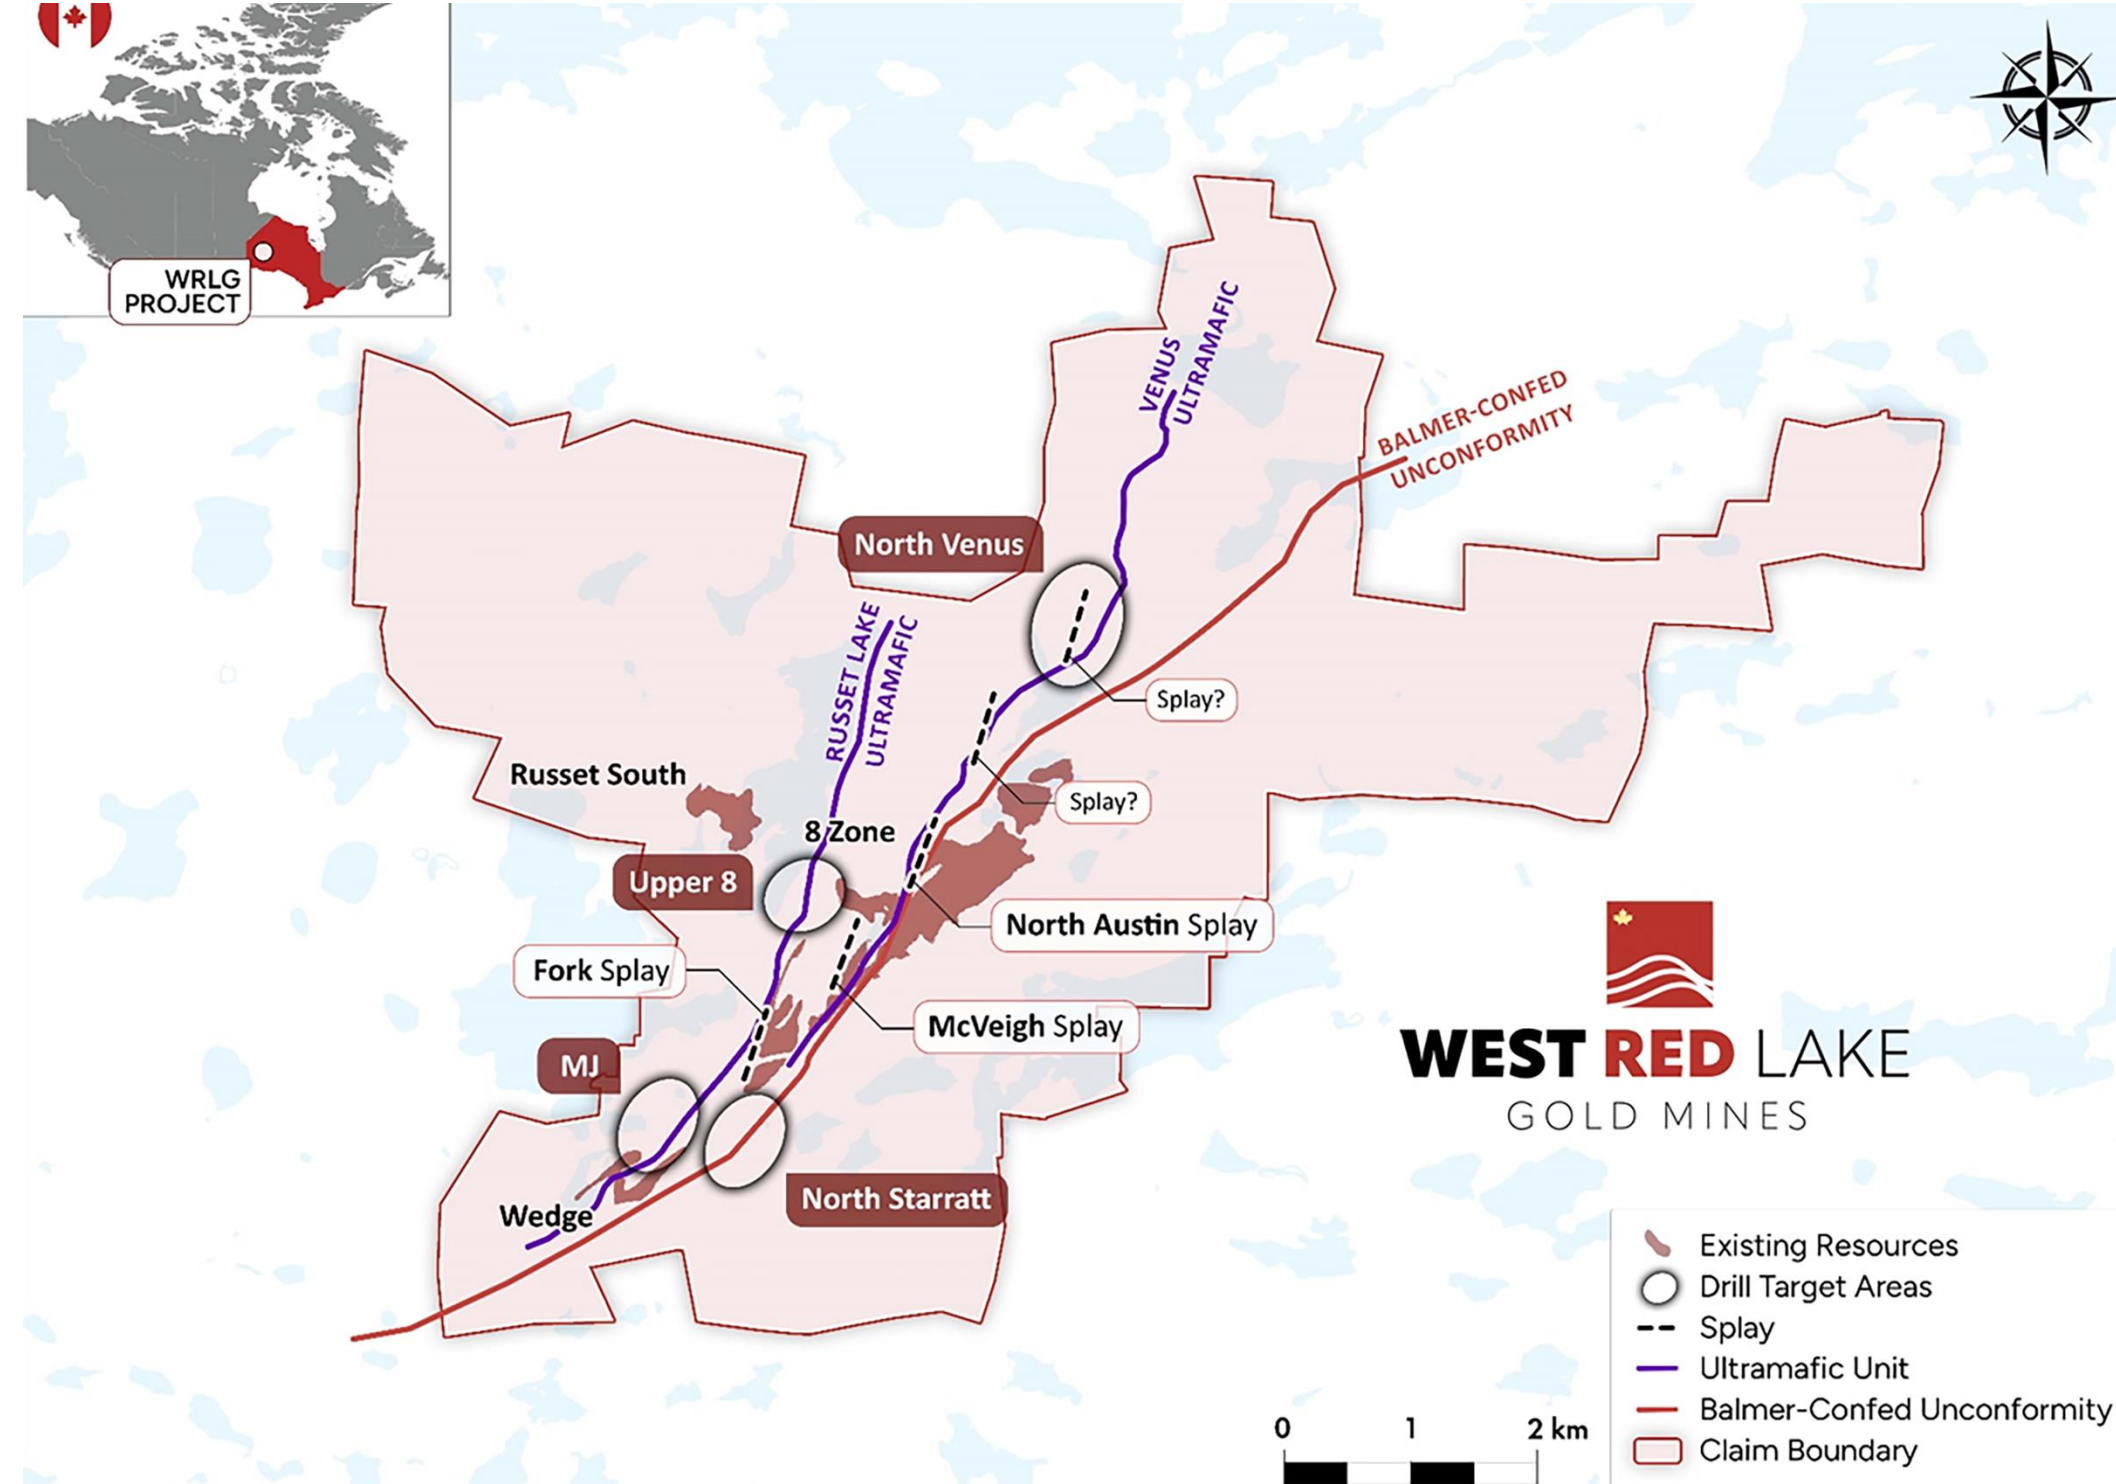 WRLG
PROJECT
VENUS
ULTRAMAFIC
BALMER-CONFED
UNCONFORMITY
North Venus
RUSSET LAKE
ULTRAMAFIC
Splay?
Russet South
Splay?
8 Zone
Upper 8
North Austin Splay
Fork Splay
McVeigh Splay
MJ
WEST RED LAKE
GOLD MINES
North Starratt
Wedge
Existing Resources
Drill Target Areas
Splay
Ultramafic Unit
Balmer-Confed Unconformity
Claim Boundary
0 1 2 km